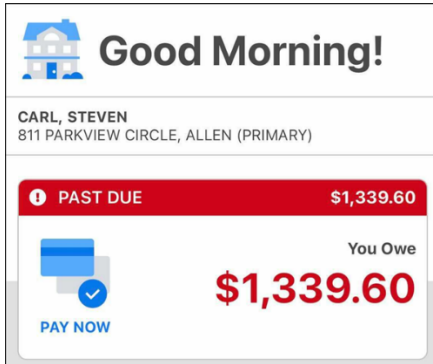 Good Morning!
CARL, STEVEN
811 PARKVIEW CIRCLE, ALLEN (PRIMARY)
PAST DUE $1,339.60
You Owe
$1,339.60
PAY NOW